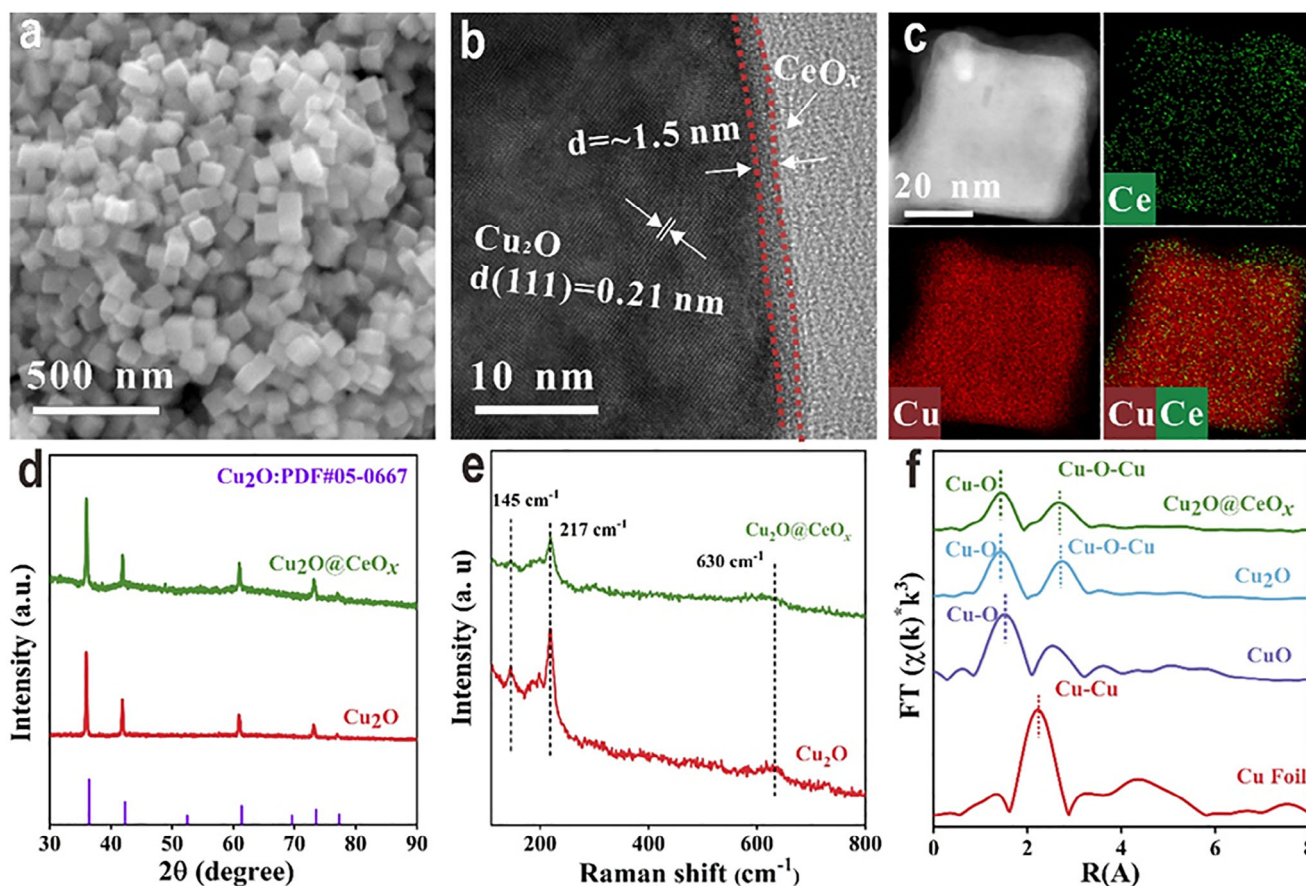 a
500 nm
b
CeOₓ
d=~1.5 nm
Cu₂O
d(111)=0.21 nm
10 nm
c
20 nm
Ce
Cu
Cu Ce
d
Cu₂O:PDF#05-0667
Cu₂O@CeOₓ
Cu₂O
Intensity (a.u.)
30 40 50 60 70 80 90
2θ (degree)
e
145 cm⁻¹
217 cm⁻¹
Cu₂O@CeOₓ
630 cm⁻¹
Cu₂O
Intensity (a. u)
200 400 600 800
Raman shift (cm⁻¹)
f
Cu-O
Cu-O-Cu
Cu₂O@CeOₓ
Cu-O
Cu-O-Cu
Cu₂O
Cu-O
CuO
Cu-Cu
Cu Foil
FT (χ(k)*k³)
0 2 4 6 8
R(A)